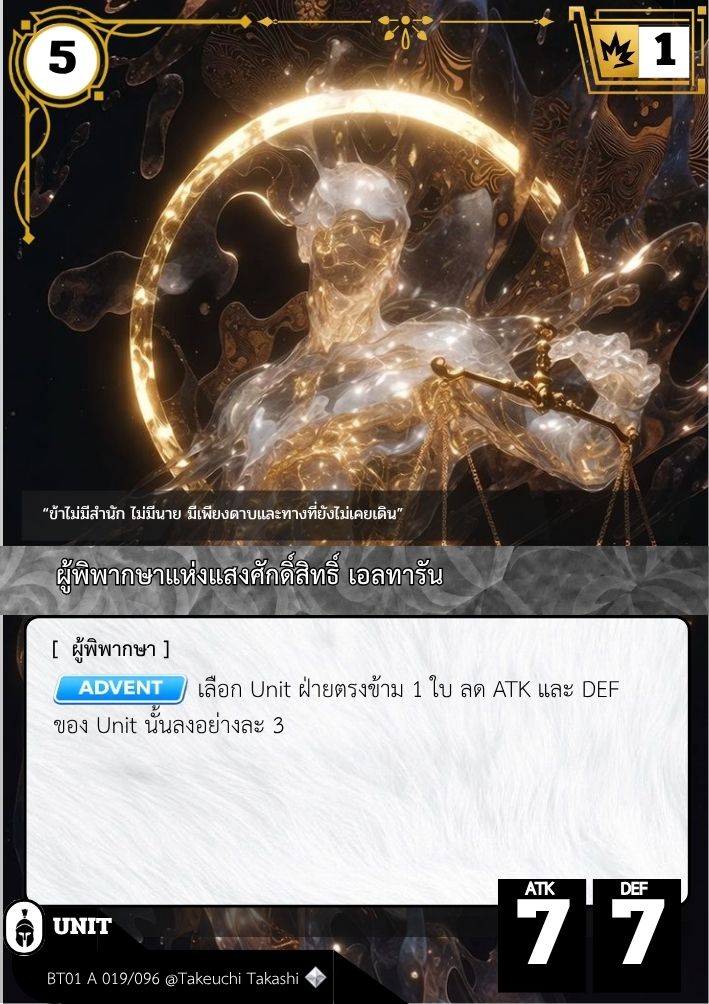 5
1
“ข้าไม่มีสำนัก ไม่มีนาย มีเพียงดาบและทางที่ยังไม่เคยเดิน”
ผู้พิพากษาแห่งแสงศักดิ์สิทธิ์ เอลทารัน
[ ผู้พิพากษา ]
ADVENT เลือก Unit ฝ่ายตรงข้าม 1 ใบ ลด ATK และ DEF
ของ Unit นั้นลงอย่างละ 3
ATK DEF
7 7
UNIT
BT01 A 019/096 @Takeuchi Takashi